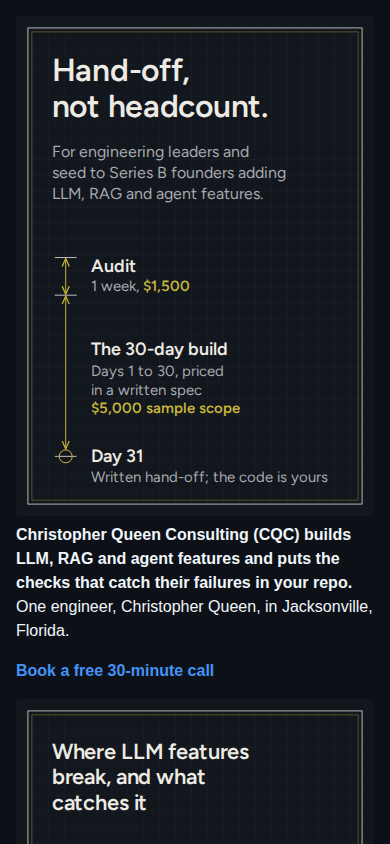 Hand-off,
not headcount.
For engineering leaders and
seed to Series B founders adding
LLM, RAG and agent features.
Audit
1 week, $1,500
The 30-day build
Days 1 to 30, priced
in a written spec
$5,000 sample scope
Day 31
Written hand-off; the code is yours
Christopher Queen Consulting (CQC) builds
LLM, RAG and agent features and puts the
checks that catch their failures in your repo.
One engineer, Christopher Queen, in Jacksonville,
Florida.
Book a free 30-minute call
Where LLM features
break, and what
catches it